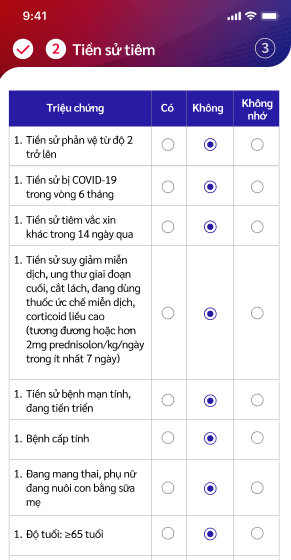 9:41
2 Tiền sử tiêm 3
Triệu chứng Có Không Không
nhớ
1. Tiền sử phản vệ từ độ 2
trở lên
1. Tiền sử bị COVID-19
trong vòng 6 tháng
1. Tiền sử tiêm vắc xin
khác trong 14 ngày qua
1. Tiền sử suy giảm miễn
dịch, ung thư giai đoạn
cuối, cắt lách, đang dùng
thuốc ức chế miễn dịch,
corticoid liều cao
(tương đương hoặc hơn
2mg prednisolon/kg/ngày
trong ít nhất 7 ngày)
1. Tiền sử bệnh mạn tính,
đang tiến triển
1. Bệnh cấp tính
1. Đang mang thai, phụ nữ
đang nuôi con bằng sữa
mẹ
1. Độ tuổi: ≥65 tuổi